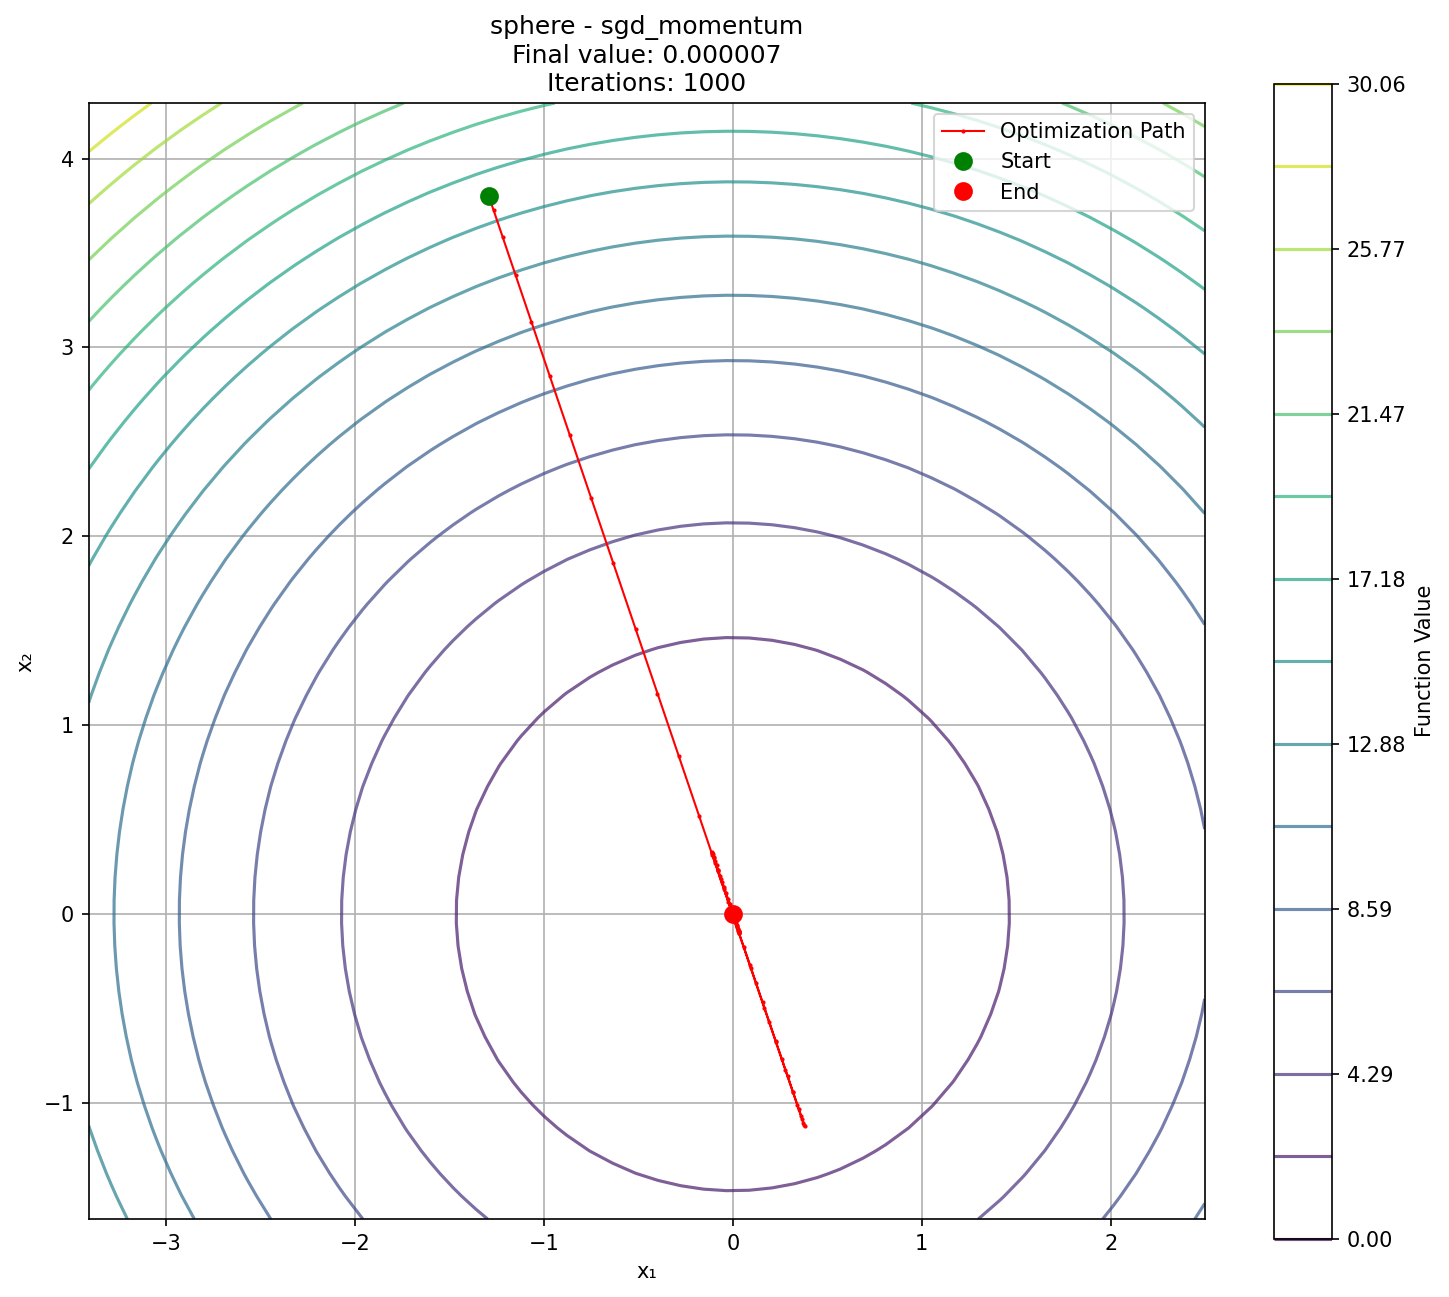 sphere - sgd_momentum
Final value: 0.000007
Iterations: 1000
Optimization Path
Start
End
4
3
2
1
0
−1
x₂
−3
−2
−1
0
1
2
x₁
30.06
25.77
21.47
17.18
12.88
8.59
4.29
0.00
Function Value